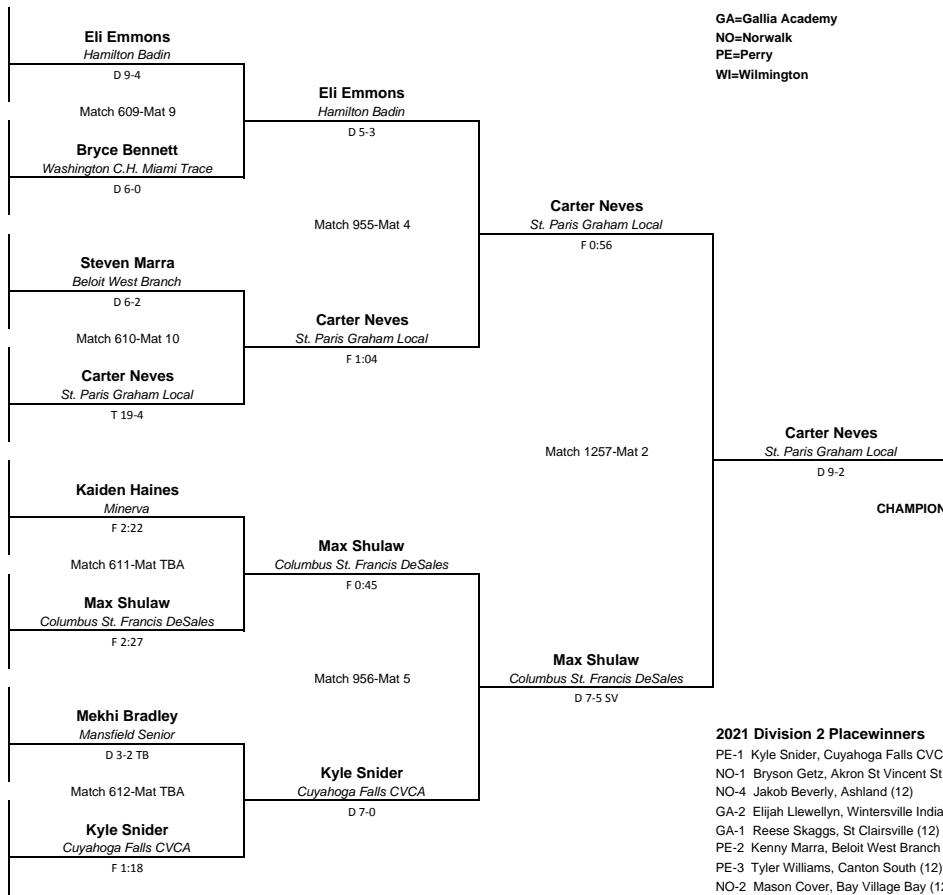 GA=Gallia Academy
NO=Norwalk
PE=Perry
WI=Wilmington
Eli Emmons
Hamilton Badin
D 9-4
Match 609-Mat 9
Bryce Bennett
Washington C.H. Miami Trace
D 6-0
Steven Marra
Beloit West Branch
D 6-2
Match 610-Mat 10
Carter Neves
St. Paris Graham Local
T 19-4
Kaiden Haines
Minerva
F 2:22
Match 611-Mat TBA
Max Shulaw
Columbus St. Francis DeSales
F 2:27
Mekhi Bradley
Mansfield Senior
D 3-2 TB
Match 612-Mat TBA
Kyle Snider
Cuyahoga Falls CVCA
F 1:18
Eli Emmons
Hamilton Badin
D 5-3
Match 955-Mat 4
Carter Neves
St. Paris Graham Local
F 1:04
Max Shulaw
Columbus St. Francis DeSales
F 0:45
Match 956-Mat 5
Kyle Snider
Cuyahoga Falls CVCA
D 7-0
Carter Neves
St. Paris Graham Local
F 0:56
Match 1257-Mat 2
Max Shulaw
Columbus St. Francis DeSales
D 7-5 SV
Carter Neves
St. Paris Graham Local
D 9-2
CHAMPION
2021 Division 2 Placewinners
PE-1 Kyle Snider, Cuyahoga Falls CVC
NO-1 Bryson Getz, Akron St Vincent St
NO-4 Jakob Beverly, Ashland (12)
GA-2 Elijah Llewellyn, Wintersville India
GA-1 Reese Skaggs, St Clairsville (12)
PE-2 Kenny Marra, Beloit West Branch
PE-3 Tyler Williams, Canton South (12)
NO-2 Mason Cover, Bay Village Bay (12